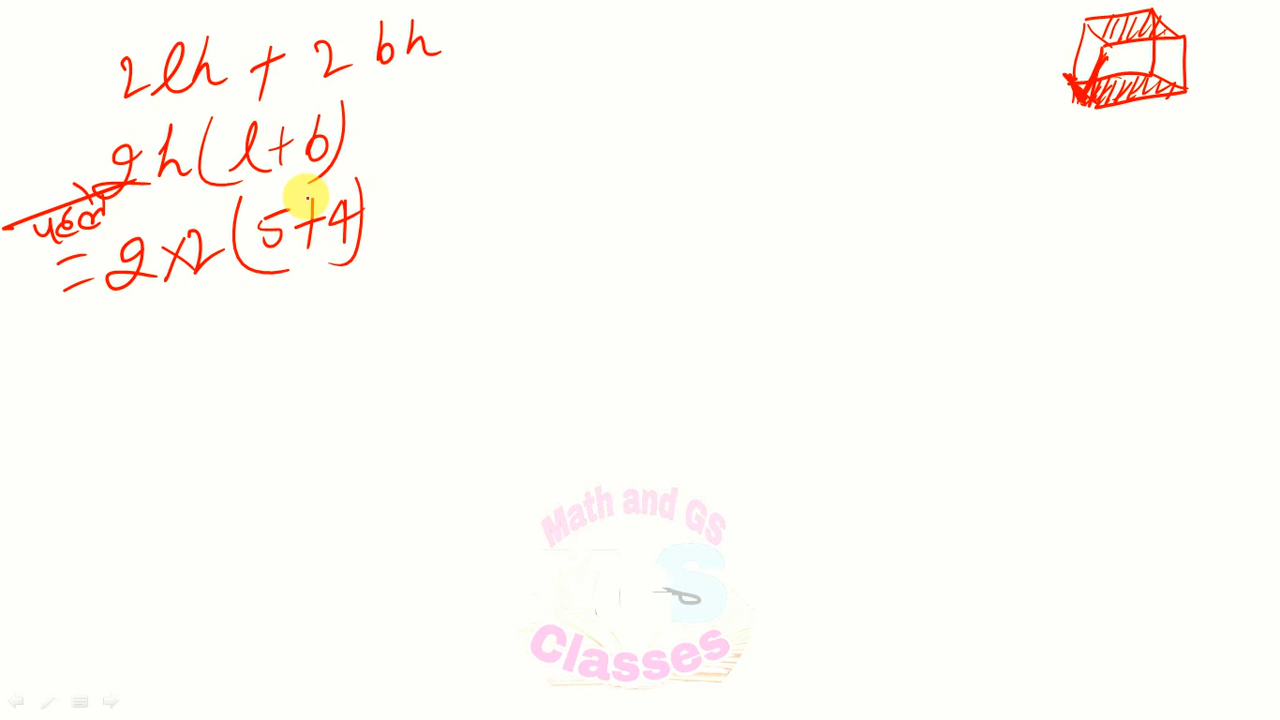 2lh + 2bh
2h(l+b)
= 2×2(5+4)
Math and GS
Classes